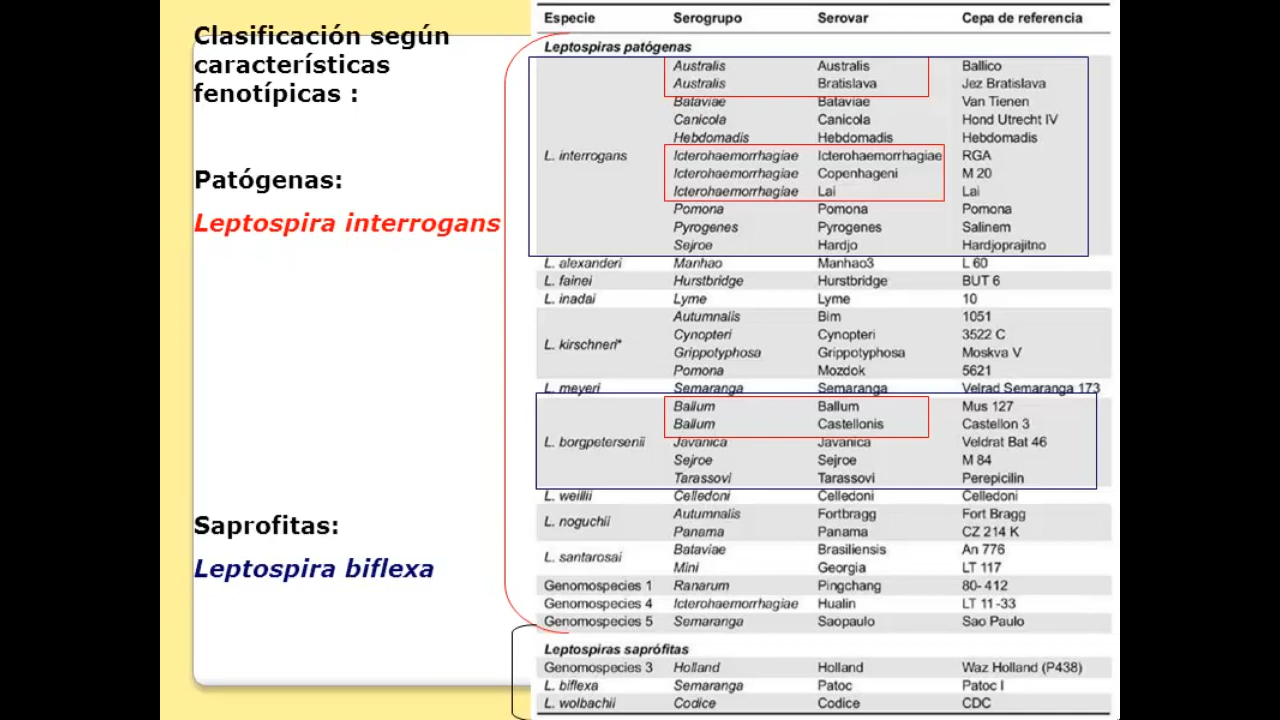 Clasificación según
características
fenotípicas :
Patógenas:
Leptospira interrogans
Saprofitas:
Leptospira biflexa
Especie Serogrupo Serovar Cepa de referencia
Leptospiras patógenas
Australis Australis Ballico
Australis Bratislava Jez Bratislava
Bataviae Bataviae Van Tienen
Canicola Canicola Hond Utrecht IV
Hebdomadis Hebdomadis Hebdomadis
L. interrogans Icterohaemorrhagiae Icterohaemorrhagiae RGA
Icterohaemorrhagiae Copenhageni M 20
Icterohaemorrhagiae Lai Lai
Pomona Pomona Pomona
Pyrogenes Pyrogenes Salinem
Sejroe Hardjo Hardjoprajitno
L. alexanderi Manhao Manhao3 L 60
L. fainei Hurstbridge Hurstbridge BUT 6
L. inadai Lyme Lyme 10
Autumnalis Bim 1051
Cynopteri Cynopteri 3522 C
L. kirschneri* Grippotyphosa Grippotyphosa Moskva V
Pomona Mozdok 5621
L. meyeri Semaranga Semaranga Velrad Semaranga 173
Ballum Ballum Mus 127
Ballum Castellonis Castellon 3
L. borgpetersenii Javanica Javanica Veldrat Bat 46
Sejroe Sejroe M 84
Tarassovi Tarassovi Perepicilin
L. weillii Celledoni Celledoni Celledoni
L. noguchii Autumnalis Fortbragg Fort Bragg
Panama Panama CZ 214 K
L. santarosai Bataviae Brasiliensis An 776
Mini Georgia LT 117
Genomospecies 1 Ranarum Pingchang 80- 412
Genomospecies 4 Icterohaemorrhagiae Hualin LT 11 -33
Genomospecies 5 Semaranga Saopaulo Sao Paulo
Leptospiras saprófitas
Genomospecies 3 Holland Holland Waz Holland (P438)
L. biflexa Semaranga Patoc Patoc I
L. wolbachii Codice Codice CDC